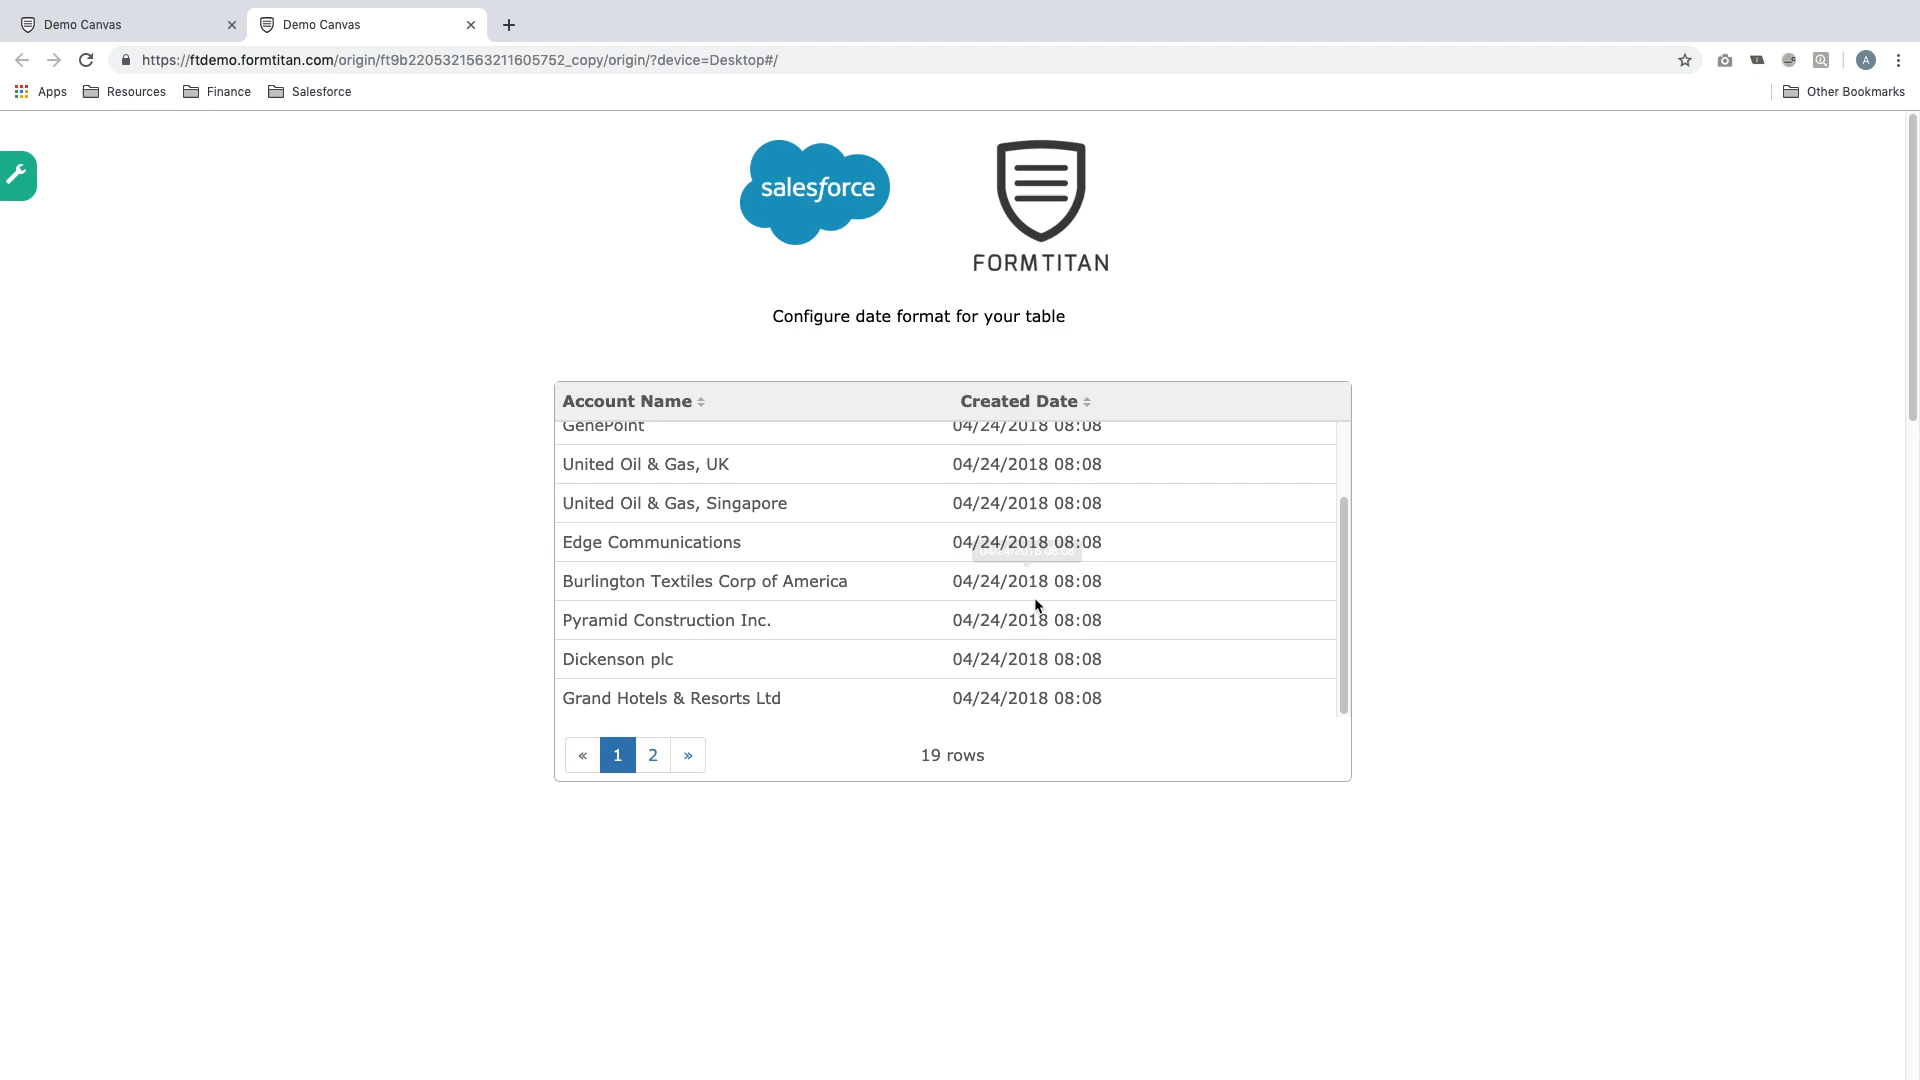 Demo Canvas
Demo Canvas
https://ftdemo.formtitan.com/origin/ft9b2205321563211605752_copy/origin/?device=Desktop#/
A
Apps
Resources
Finance
Salesforce
Other Bookmarks
salesforce
FORMTITAN
Configure date format for your table
Account Name
Created Date
GenePoint
04/24/2018 08:08
United Oil & Gas, UK
04/24/2018 08:08
United Oil & Gas, Singapore
04/24/2018 08:08
Edge Communications
04/24/2018 08:08
04/24/2018 08:08
Burlington Textiles Corp of America
04/24/2018 08:08
Pyramid Construction Inc.
04/24/2018 08:08
Dickenson plc
04/24/2018 08:08
Grand Hotels & Resorts Ltd
04/24/2018 08:08
« 1 2 »
19 rows